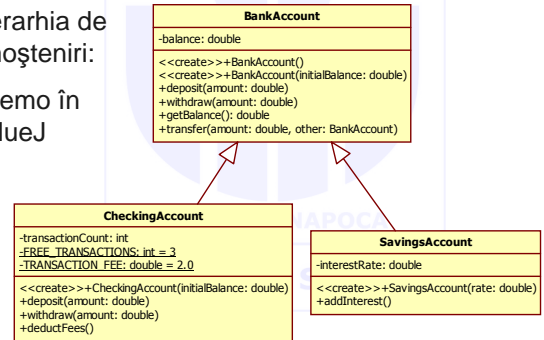 erarhia de
noşteniri:
emo în
lueJ
BankAccount
-balance: double
<<create>>+BankAccount()
<<create>>+BankAccount(initialBalance: double)
+deposit(amount: double)
+withdraw(amount: double)
+getBalance(): double
+transfer(amount: double, other: BankAccount)
NAPOCA
CheckingAccount
-transactionCount: int
-FREE_TRANSACTIONS: int = 3
-TRANSACTION_FEE: double = 2.0
<<create>>+CheckingAccount(initialBalance: double)
+deposit(amount: double)
+withdraw(amount: double)
+deductFees()
SavingsAccount
-interestRate: double
<<create>>+SavingsAccount(rate: double)
+addInterest()